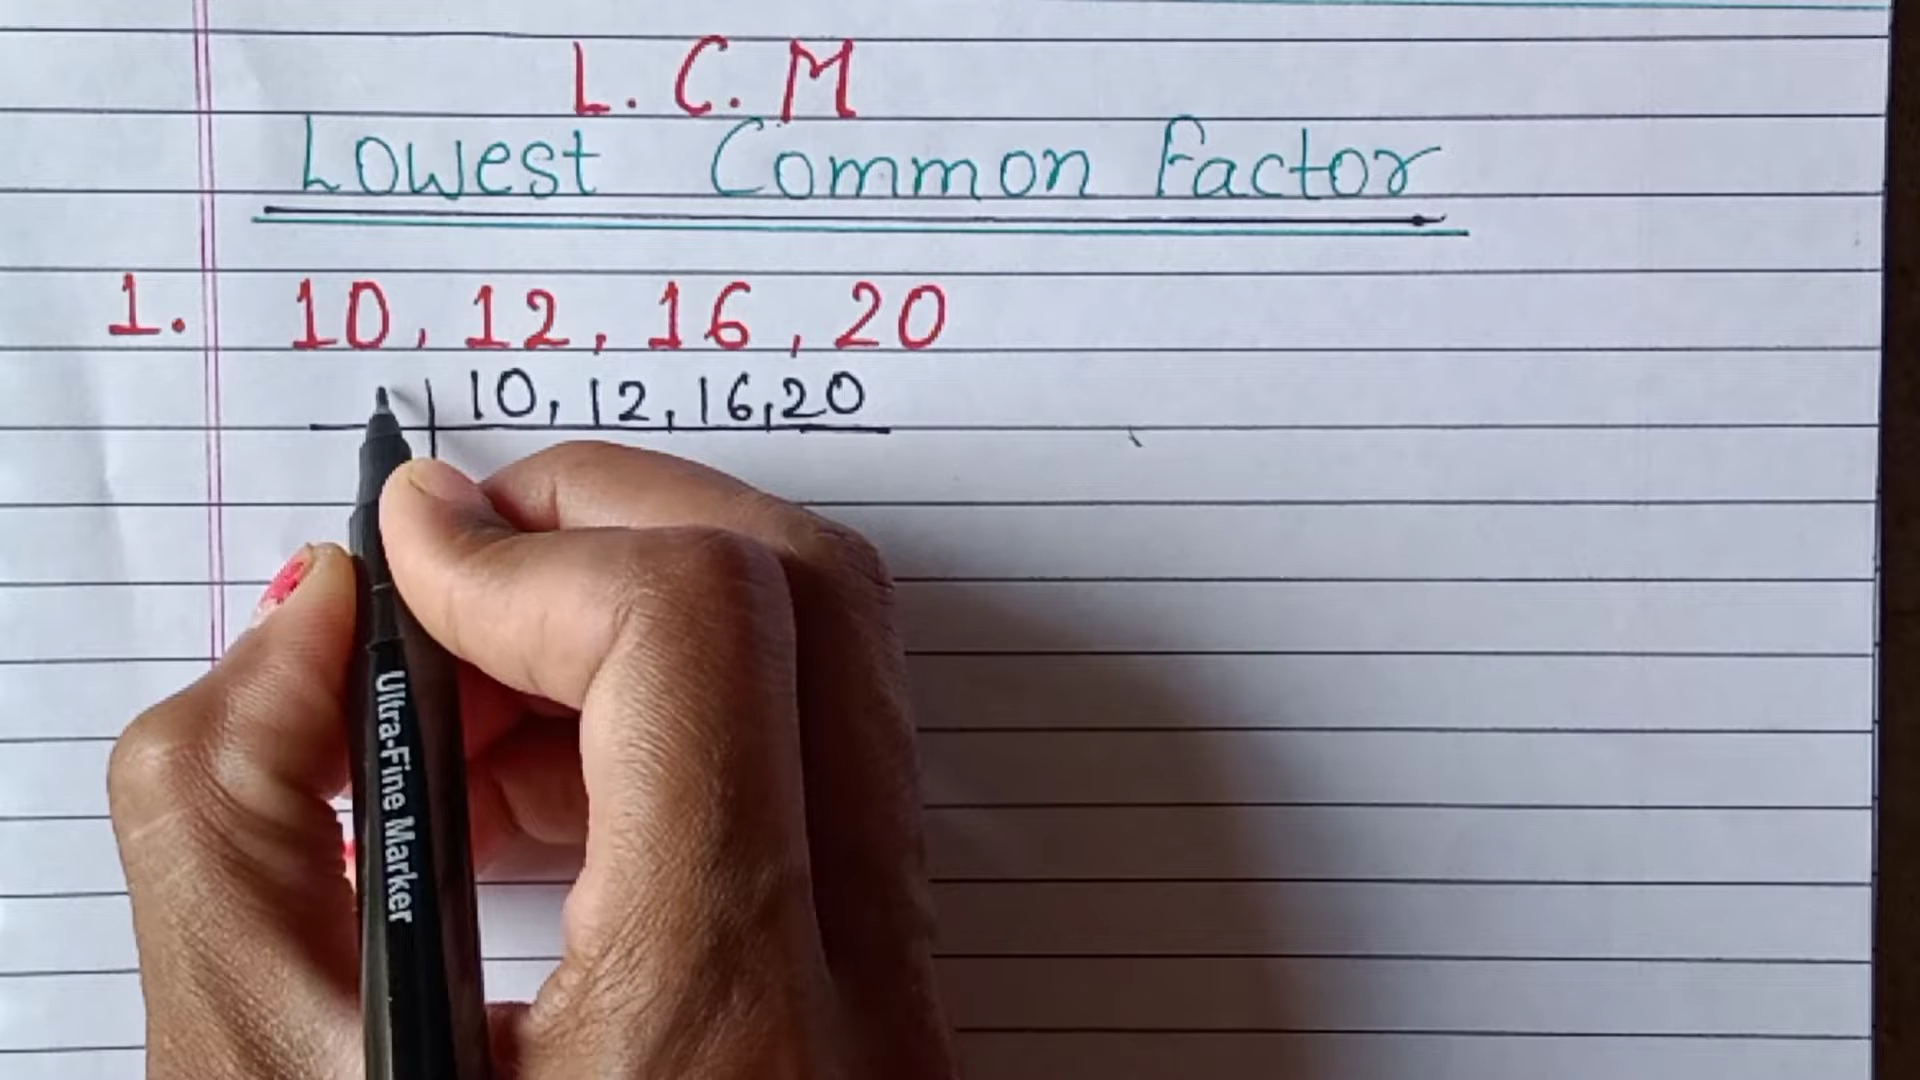 L. C. M
Lowest Common Factor
1. 10, 12, 16, 20
10, 12, 16, 20
Ultra-Fine Marker